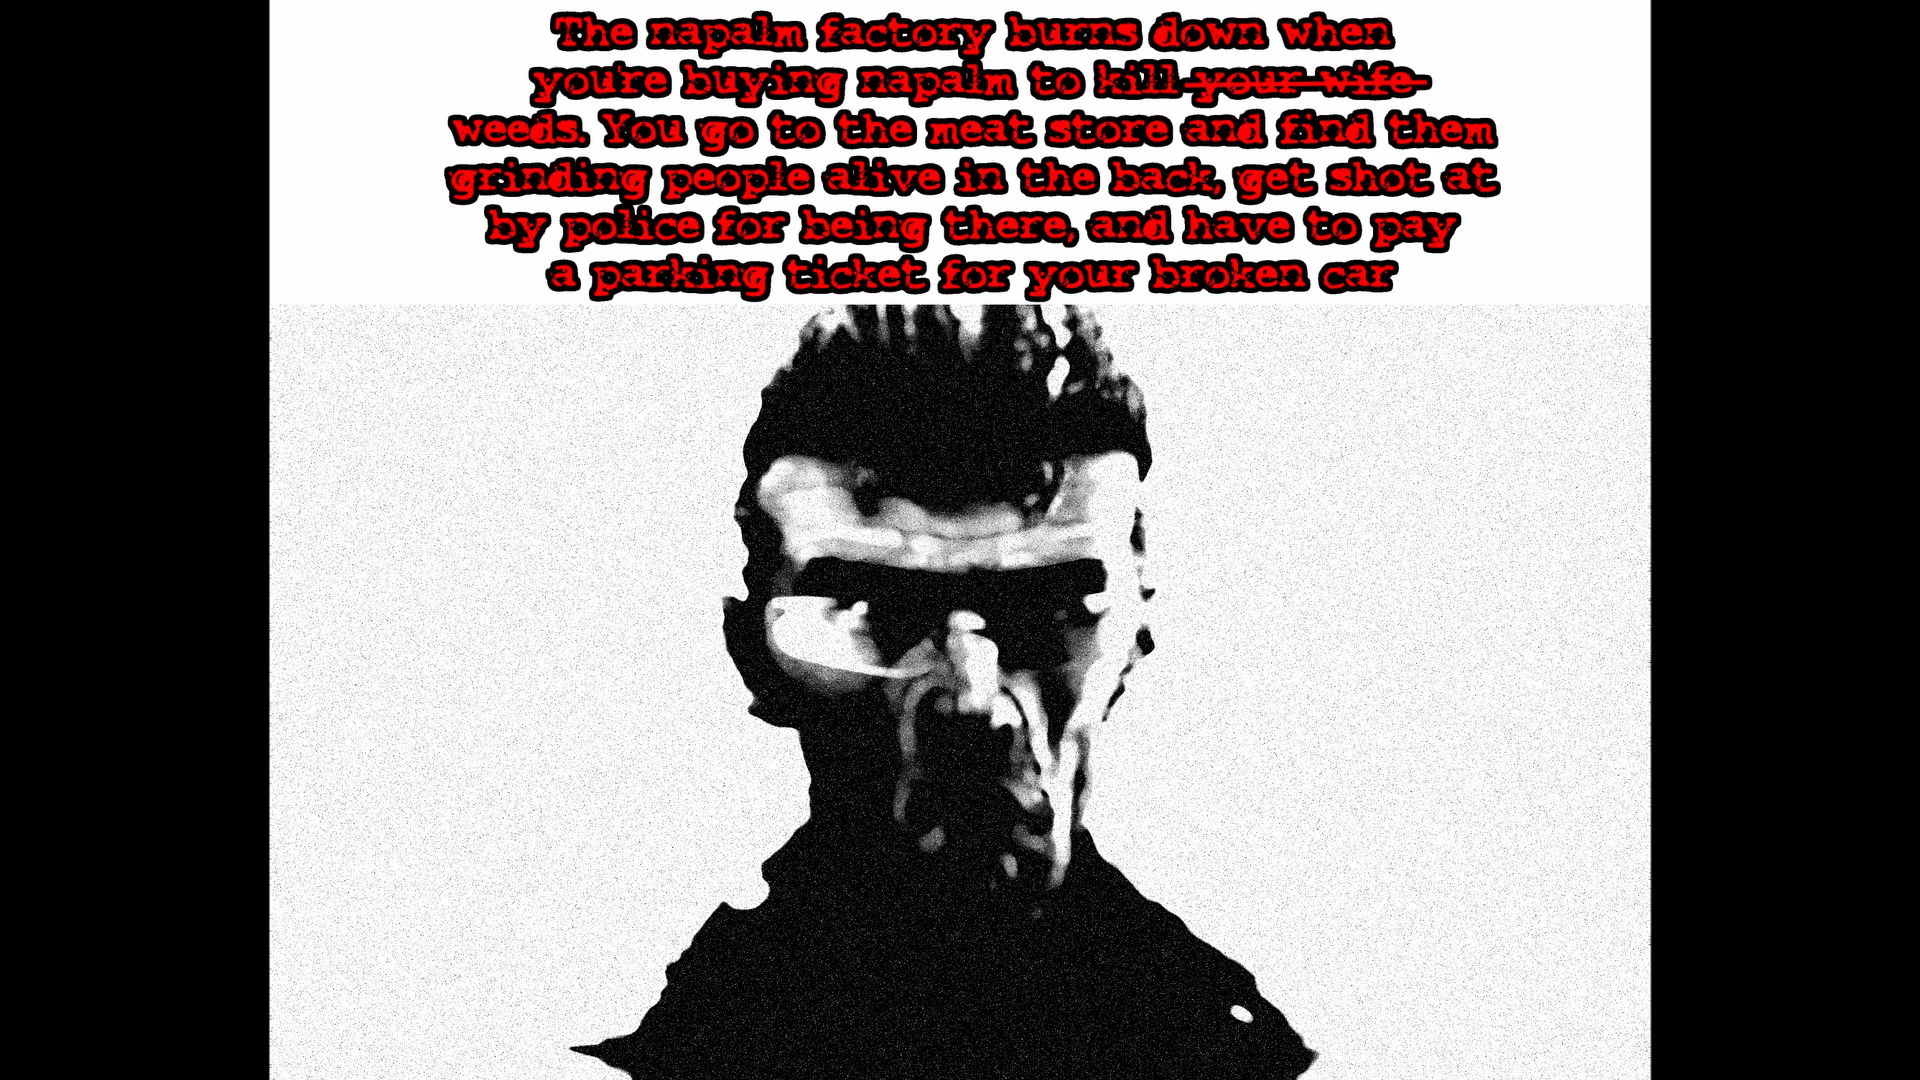 The napalm factory burns down when
you're buying napalm to kill your wife
weeds. You go to the meat store and find them
grinding people alive in the back, get shot at
by police for being there, and have to pay
a parking ticket for your broken car